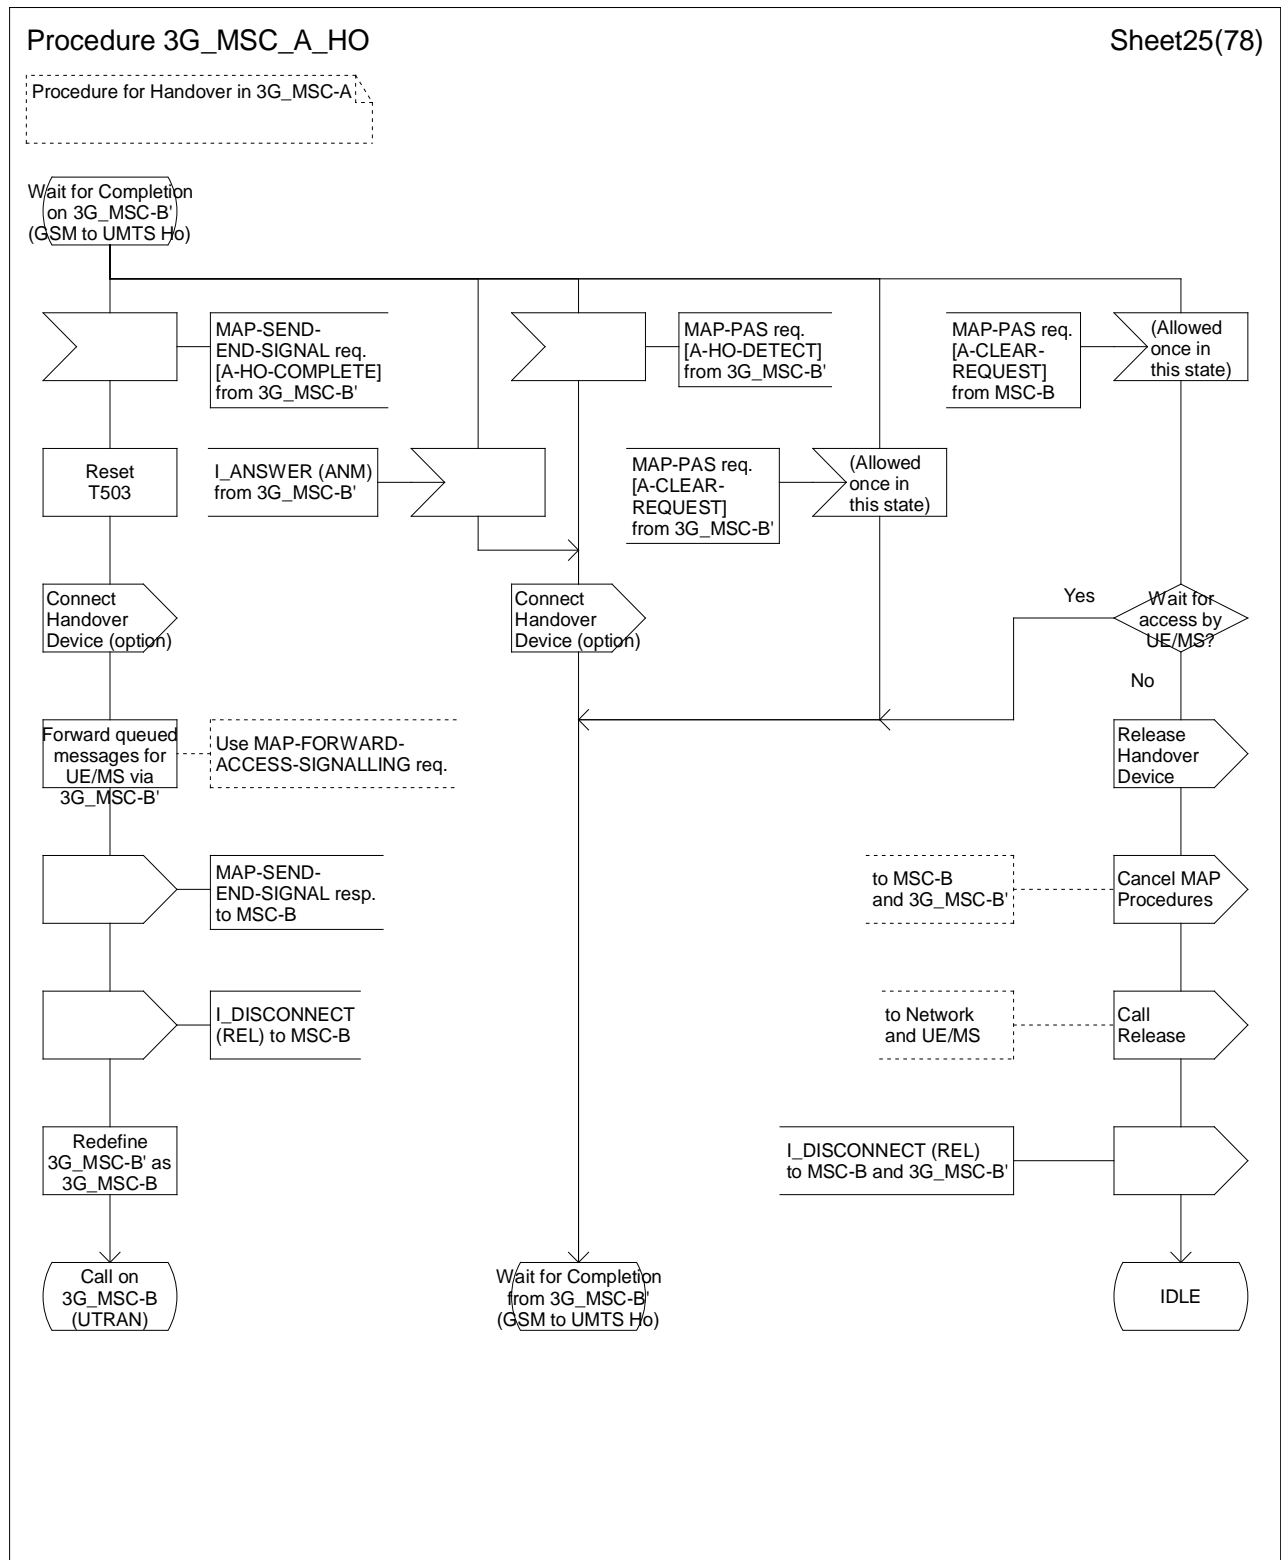 Procedure 3G_MSC_A_HO
Sheet25(78)
Procedure for Handover in 3G_MSC-A
Wait for Completion
on 3G_MSC-B'
(GSM to UMTS Ho)
MAP-SEND-
END-SIGNAL req.
[A-HO-COMPLETE]
from 3G_MSC-B'
MAP-PAS req.
[A-HO-DETECT]
from 3G_MSC-B'
MAP-PAS req.
[A-CLEAR-
REQUEST]
from MSC-B
(Allowed
once in
this state)
Reset
T503
I_ANSWER (ANM)
from 3G_MSC-B'
MAP-PAS req.
[A-CLEAR-
REQUEST]
from 3G_MSC-B'
(Allowed
once in
this state)
Connect
Handover
Device (option)
Connect
Handover
Device (option)
Yes
Wait for
access by
UE/MS?
No
Forward queued
messages for
UE/MS via
3G_MSC-B'
Use MAP-FORWARD-
ACCESS-SIGNALLING req.
Release
Handover
Device
MAP-SEND-
END-SIGNAL resp.
to MSC-B
to MSC-B
and 3G_MSC-B'
Cancel MAP
Procedures
I_DISCONNECT
(REL) to MSC-B
to Network
and UE/MS
Call
Release
Redefine
3G_MSC-B' as
3G_MSC-B
I_DISCONNECT (REL)
to MSC-B and 3G_MSC-B'
Call on
3G_MSC-B
(UTRAN)
Wait for Completion
from 3G_MSC-B'
(GSM to UMTS Ho)
IDLE